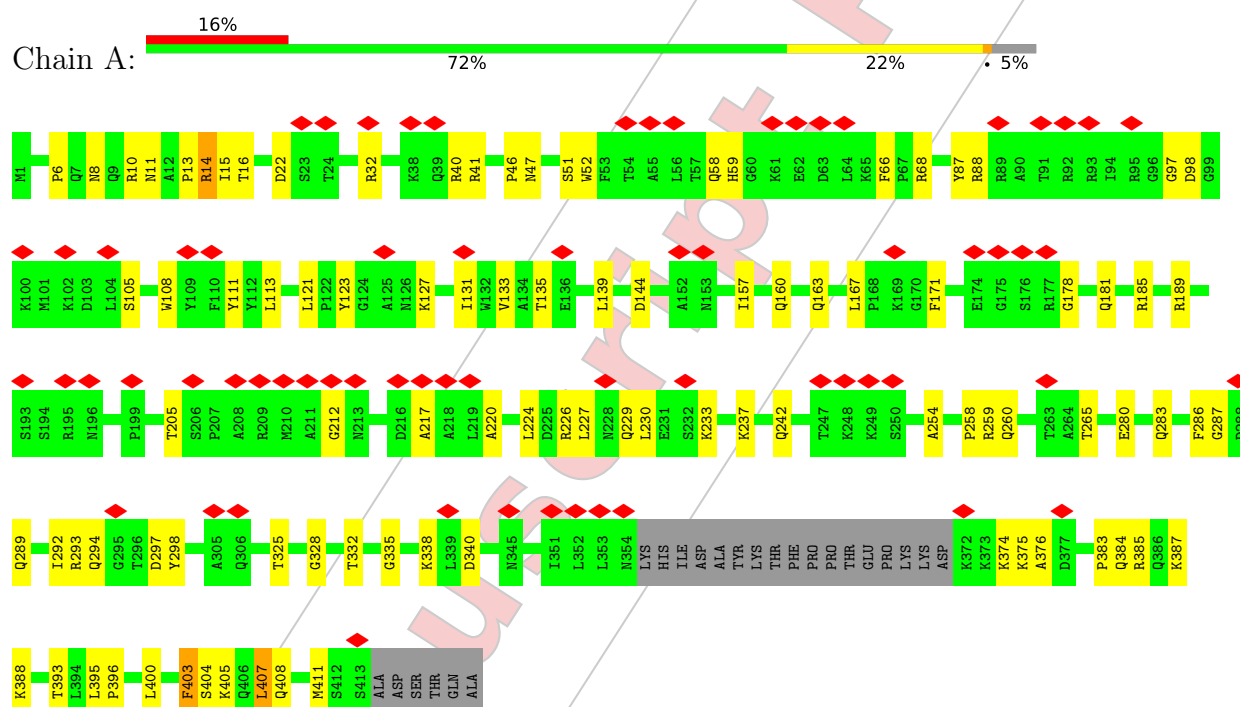 16%
Chain A:
72% 22% • 5%
M1 P6 Q7 N8 Q9 R10 N11 A12 P13 R14 I15 T16 D22 S23 T24 R32 K38 Q39 R40 R41 P46 N47 S51 W52 F53 T54 A55 L56 T57 Q58 H59 G60 K61 E62 D63 L64 K65 F66 P67 R68 Y87 R88 R89 A90 T91 R92 R93 I94 R95 G96 G97 D98 G99
K100 M101 K102 D103 L104 S105 W108 Y109 F110 Y111 Y112 L113 L121 P122 Y123 G124 A125 N126 K127 I131 W132 V133 A134 T135 E136 L139 D144 A152 N153 I157 Q160 Q163 L167 P168 K169 G170 F171 E174 G175 S176 R177 G178 Q181 R185 R189
S193 S194 R195 N196 P199 T205 S206 P207 A208 R209 M210 A211 G212 N213 D216 A217 A218 L219 A220 L224 D225 R226 L227 N228 Q229 L230 E231 S232 K233 K237 Q242 T247 K248 K249 S250 A254 P258 R259 Q260 T263 A264 T265 E280 Q283 F286 G287 D288
Q289 I292 R293 Q294 G295 T296 D297 Y298 A305 Q306 T325 G328 T332 G335 K338 L339 D340 N345 I351 L352 L353 N354 LYS HIS ILE ASP ALA TYR LYS THR PHE PRO PRO THR GLU PRO LYS LYS ASP K372 K373 K374 K375 A376 D377 P383 Q384 R385 Q386 K387
K388 T393 L394 L395 P396 L400 F403 S404 K405 Q406 L407 Q408 M411 S412 S413 ALA ASP SER THR GLN ALA